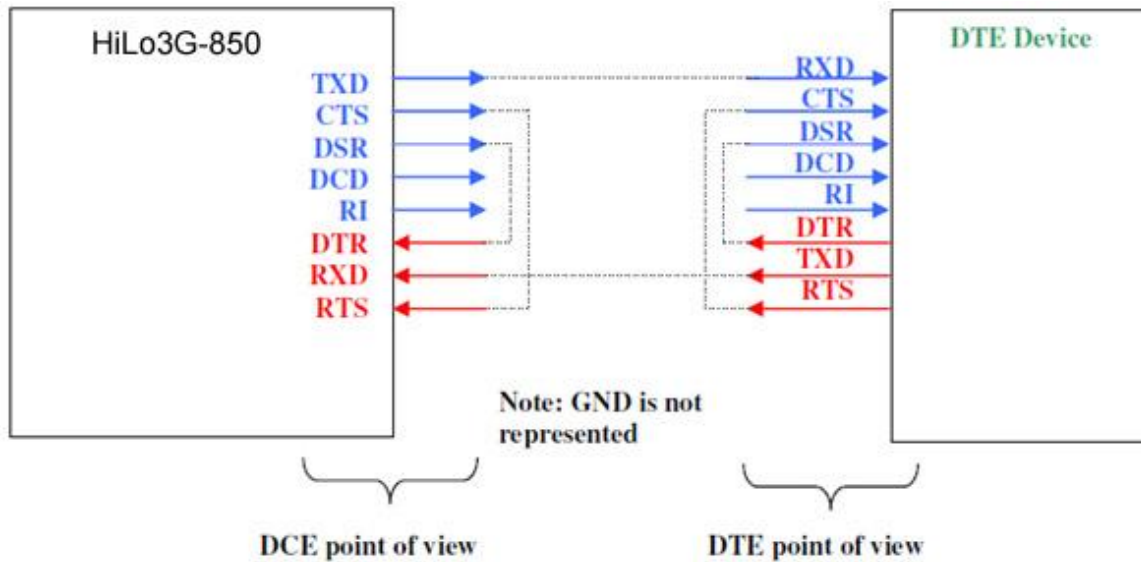 HiLo3G-850
TXD
CTS
DSR
DCD
RI
DTR
RXD
RTS
DTE Device
RXD
CTS
DSR
DCD
RI
DTR
TXD
RTS
Note: GND is not
represented
DCE point of view
DTE point of view